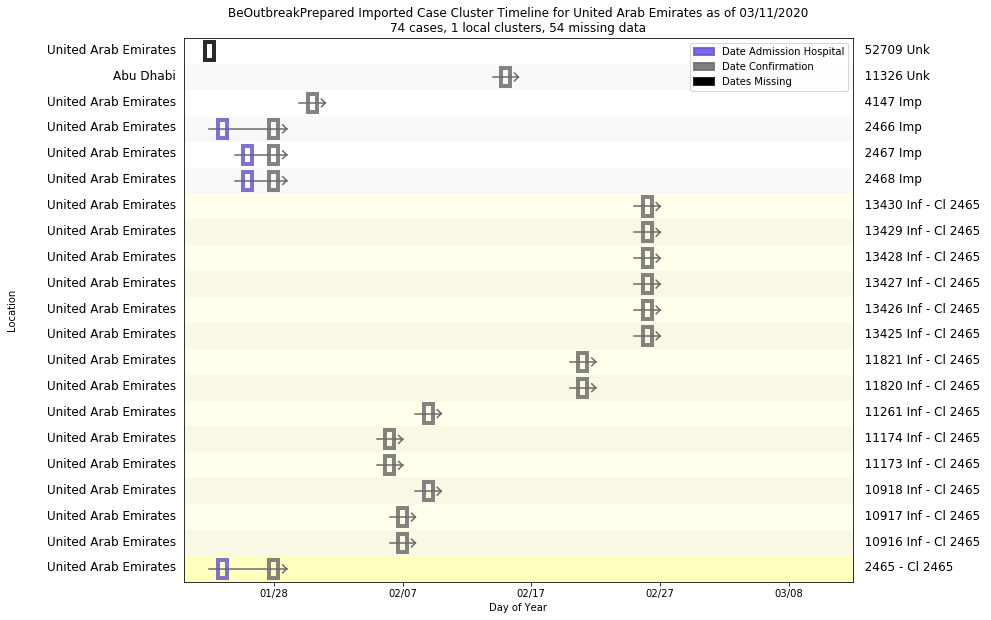 BeOutbreakPrepared Imported Case Cluster Timeline for United Arab Emirates as of 03/11/2020
74 cases, 1 local clusters, 54 missing data
Date Admission Hospital
Date Confirmation
Dates Missing
United Arab Emirates 52709 Unk
Abu Dhabi 11326 Unk
United Arab Emirates 4147 Imp
United Arab Emirates 2466 Imp
United Arab Emirates 2467 Imp
United Arab Emirates 2468 Imp
United Arab Emirates 13430 Inf - Cl 2465
United Arab Emirates 13429 Inf - Cl 2465
United Arab Emirates 13428 Inf - Cl 2465
United Arab Emirates 13427 Inf - Cl 2465
United Arab Emirates 13426 Inf - Cl 2465
United Arab Emirates 13425 Inf - Cl 2465
United Arab Emirates 11821 Inf - Cl 2465
United Arab Emirates 11820 Inf - Cl 2465
United Arab Emirates 11261 Inf - Cl 2465
United Arab Emirates 11174 Inf - Cl 2465
United Arab Emirates 11173 Inf - Cl 2465
United Arab Emirates 10918 Inf - Cl 2465
United Arab Emirates 10917 Inf - Cl 2465
United Arab Emirates 10916 Inf - Cl 2465
United Arab Emirates 2465 - Cl 2465
Location
01/28 02/07 02/17 02/27 03/08
Day of Year